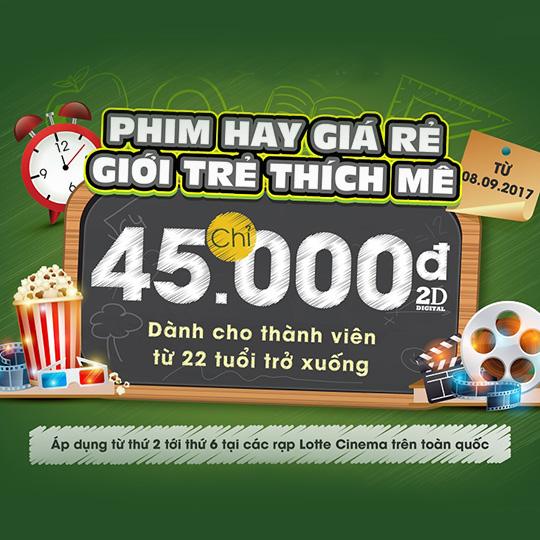 PHIM HAY GIÁ RẺ
GIỚI TRẺ THÍCH MÊ
TỪ
08.09.2017
Chỉ
45.000đ
2D
DIGITAL
Dành cho thành viên
từ 22 tuổi trở xuống
Áp dụng từ thứ 2 tới thứ 6 tại các rạp Lotte Cinema trên toàn quốc